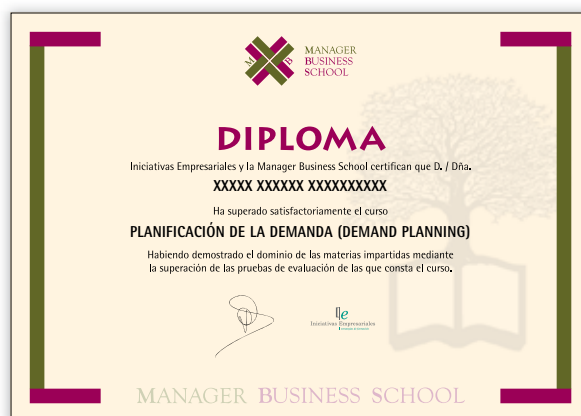 M B
MANAGER
BUSINESS
SCHOOL
DIPLOMA
Iniciativas Empresariales y la Manager Business School certifican que D. / Dña.
XXXXX XXXXXX XXXXXXXXXX
Ha superado satisfactoriamente el curso
PLANIFICACIÓN DE LA DEMANDA (DEMAND PLANNING)
Habiendo demostrado el dominio de las materias impartidas mediante
la superación de las pruebas de evaluación de las que consta el curso.
Ie
Iniciativas Empresariales
MANAGER BUSINESS SCHOOL